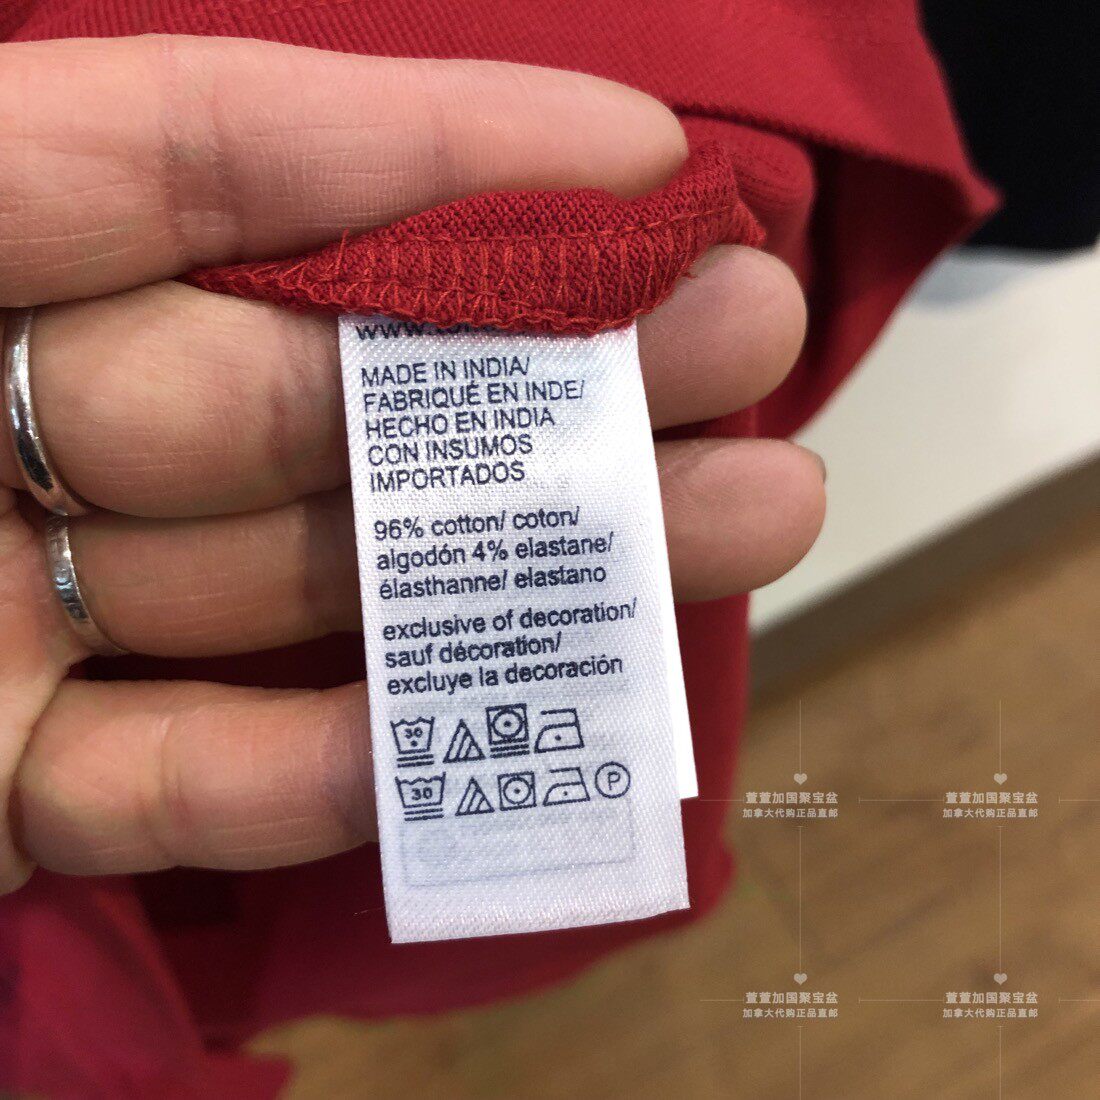 MADE IN INDIA/
FABRIQUÉ EN INDE/
HECHO EN INDIA
CON INSUMOS
IMPORTADOS
96% cotton/ coton/
algodón 4% elastane/
élasthanne/ elastano
exclusive of decoration/
sauf décoration/
excluye la decoración
30
30
P
萱萱加国聚宝盆
加拿大代购正品直邮
萱萱加国聚宝盆
加拿大代购正品直邮
萱萱加国聚宝盆
加拿大代购正品直邮
萱萱加国聚宝盆
加拿大代购正品直邮